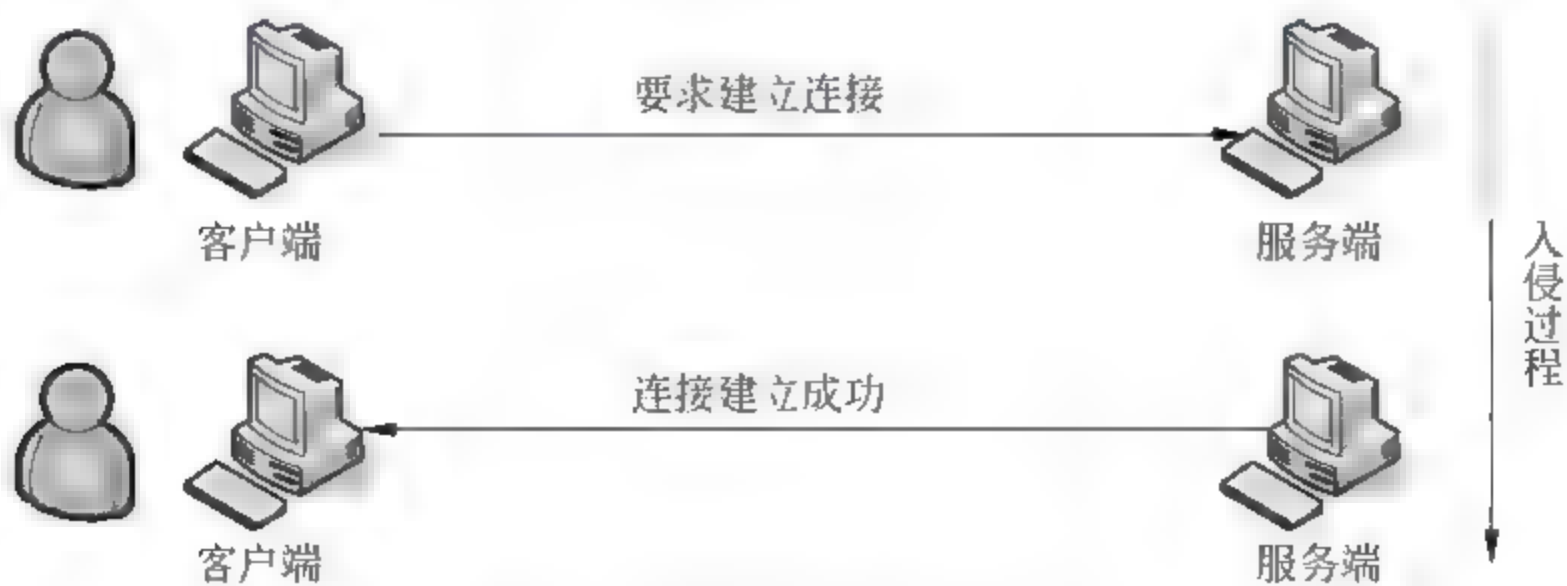 要求建立连接
客户端
服务端
入侵过程
连接建立成功
客户端
服务端